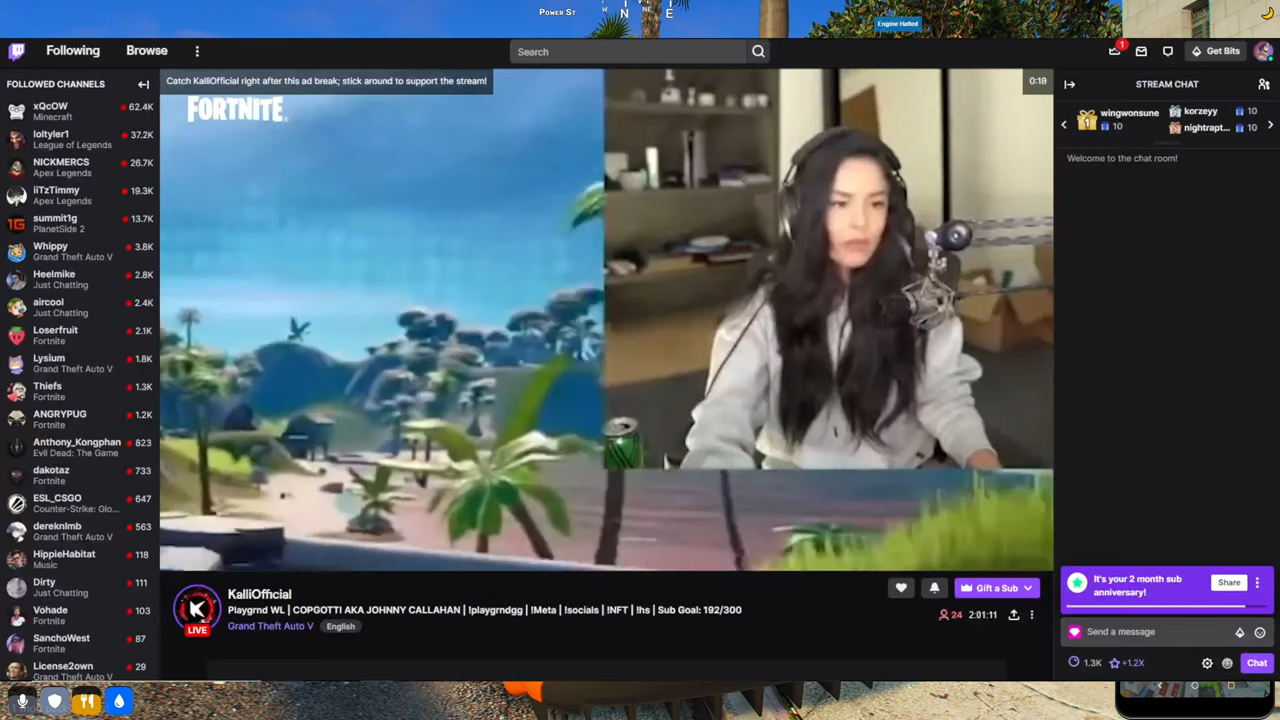 Power St
W
N
E
Engine Halted
Following
Browse
Search
1
Get Bits
FOLLOWED CHANNELS
xQcOW
62.4K
Minecraft
loltyler1
37.2K
League of Legends
NICKMERCS
26.7K
Apex Legends
iiTzTimmy
19.3K
Apex Legends
summit1g
13.7K
PlanetSide 2
Whippy
3.8K
Grand Theft Auto V
Heelmike
2.8K
Just Chatting
aircool
2.4K
Just Chatting
Loserfruit
2.1K
Fortnite
Lysium
1.8K
Grand Theft Auto V
Thiefs
1.3K
Fortnite
ANGRYPUG
1.2K
Fortnite
Anthony_Kongphan
823
Evil Dead: The Game
dakotaz
733
Fortnite
ESL_CSGO
647
Counter-Strike: Glo...
dereknlmb
563
Grand Theft Auto V
HippieHabitat
118
Music
Dirty
111
Just Chatting
Vohade
103
Fortnite
SanchoWest
87
Fortnite
License2own
29
Grand Theft Auto V
Catch KalliOfficial right after this ad break; stick around to support the stream!
0:18
FORTNITE
KalliOfficial
Playgrnd WL | COPGOTTI AKA JOHNNY CALLAHAN | !playgrndgg | !Meta | !socials | !NFT | !hs | Sub Goal: 192/300
Grand Theft Auto V
English
LIVE
Gift a Sub
24
2:01:11
STREAM CHAT
1
wingwonsune
10
korzeyy
10
nightrapt...
10
Welcome to the chat room!
It's your 2 month sub
anniversary!
Share
Send a message
1.3K
+1.2X
Chat